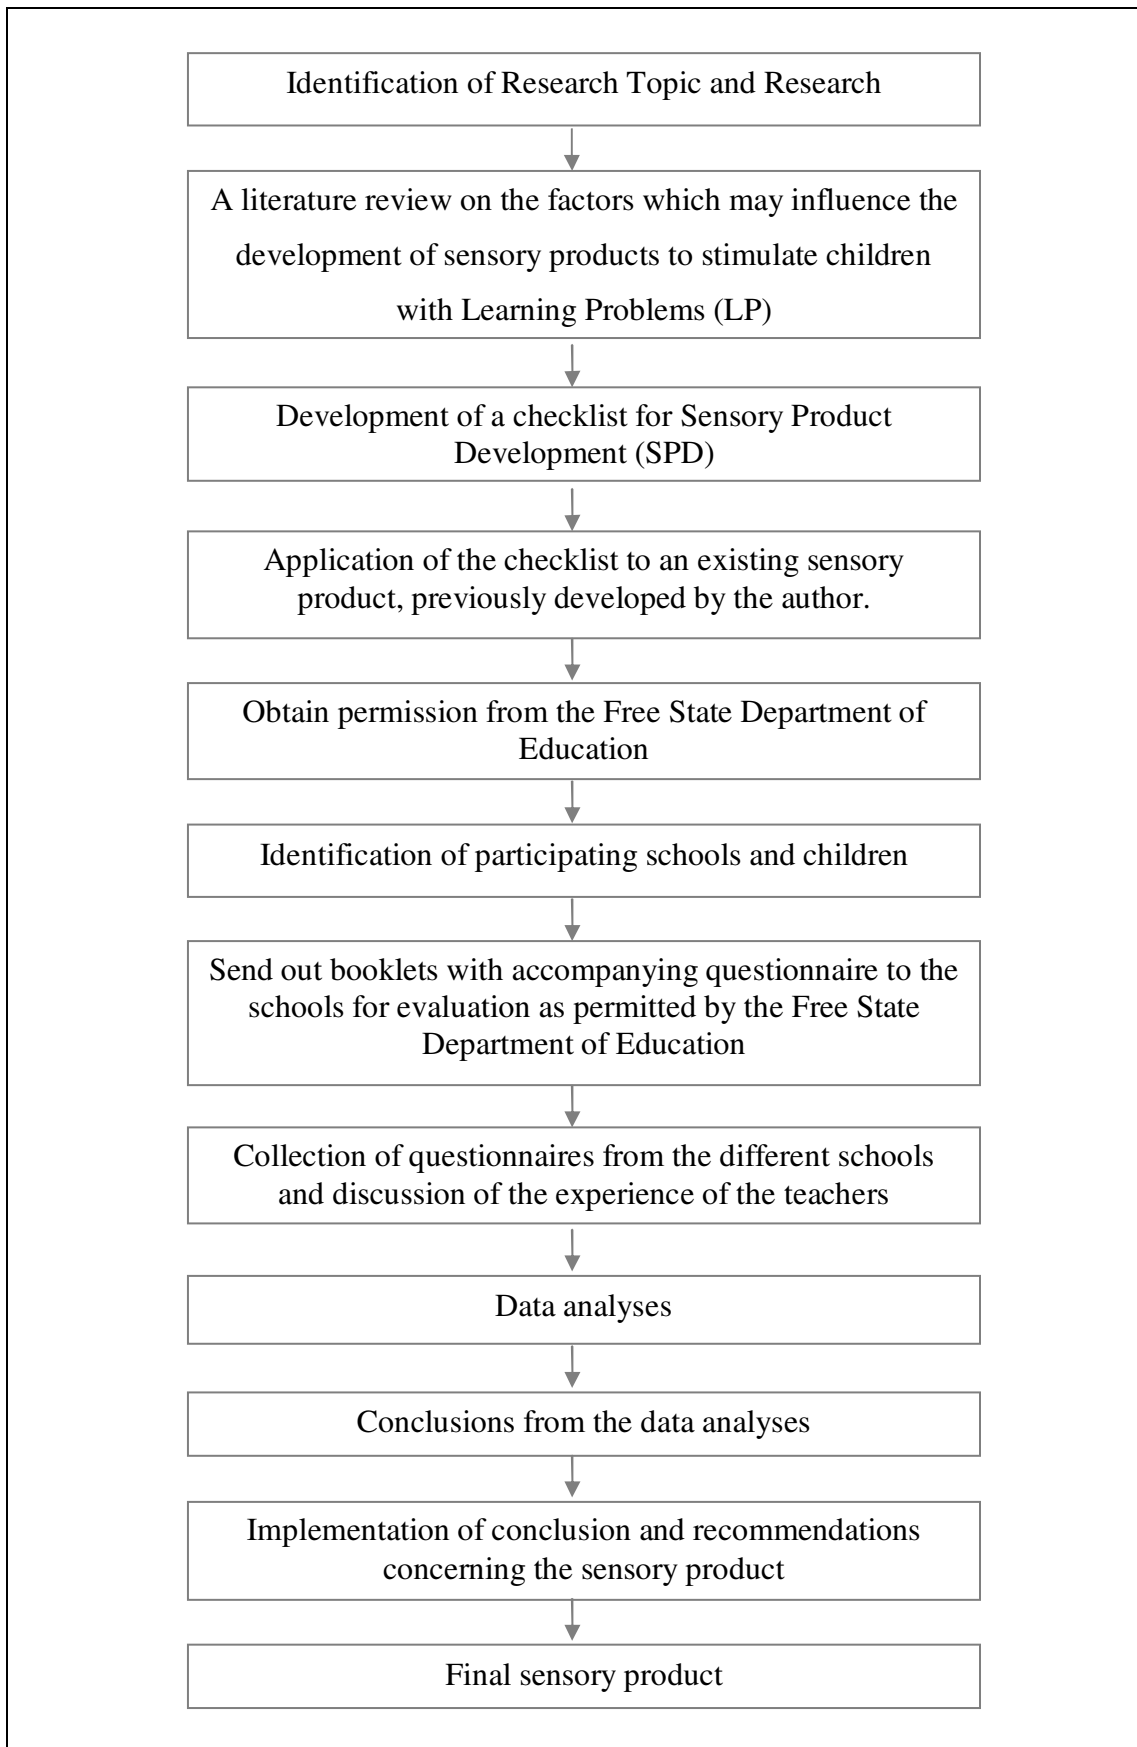 Identification of Research Topic and Research
A literature review on the factors which may influence the
development of sensory products to stimulate children
with Learning Problems (LP)
Development of a checklist for Sensory Product
Development (SPD)
Application of the checklist to an existing sensory
product, previously developed by the author.
Obtain permission from the Free State Department of
Education
Identification of participating schools and children
Send out booklets with accompanying questionnaire to the
schools for evaluation as permitted by the Free State
Department of Education
Collection of questionnaires from the different schools
and discussion of the experience of the teachers
Data analyses
Conclusions from the data analyses
Implementation of conclusion and recommendations
concerning the sensory product
Final sensory product